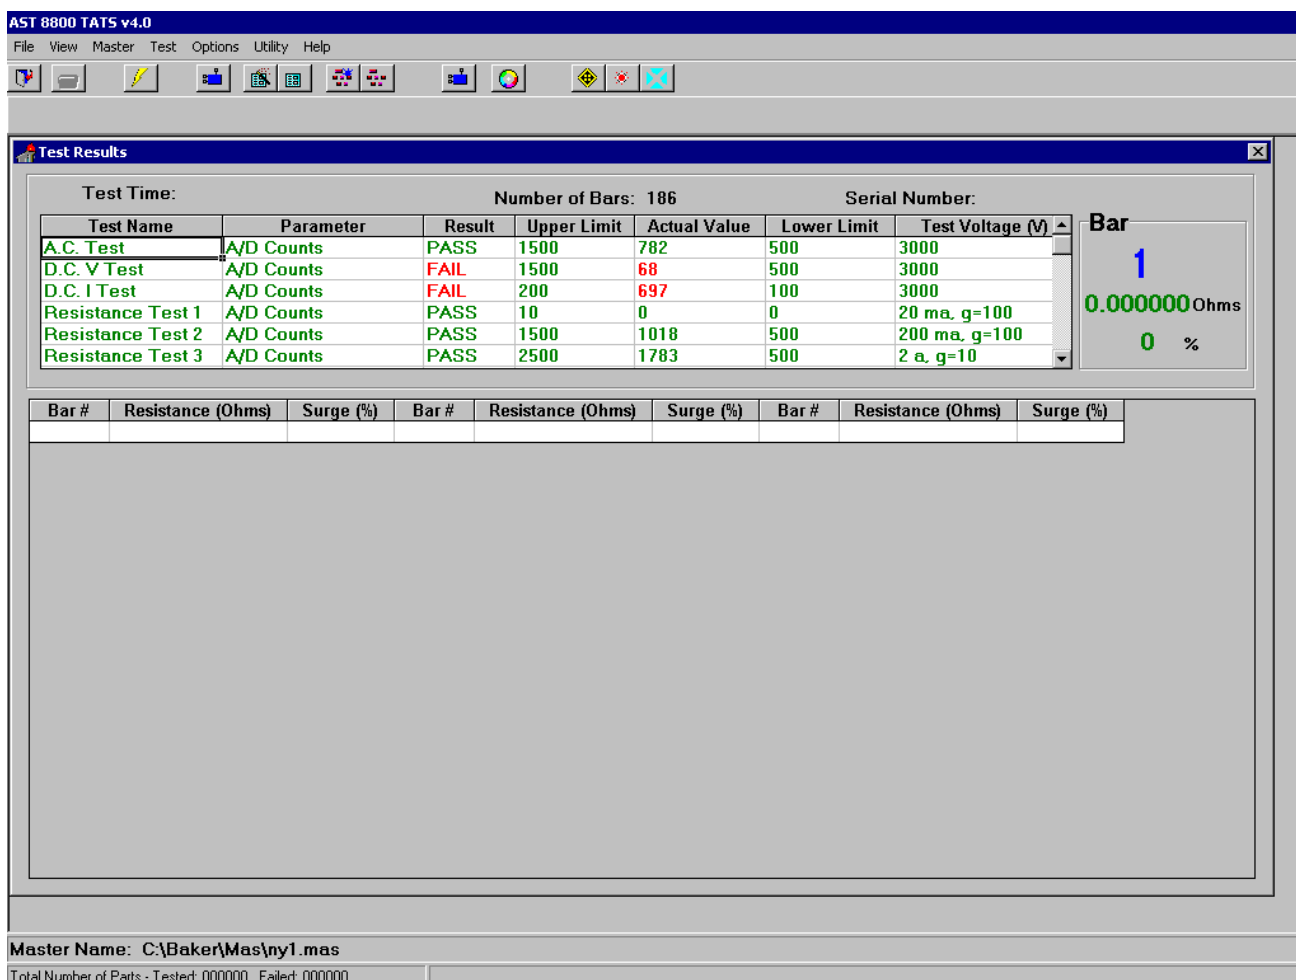 AST 8800 TATS v4.0
File View Master Test Options Utility Help
Test Results
Test Time: Number of Bars: 186 Serial Number:
Test Name Parameter Result Upper Limit Actual Value Lower Limit Test Voltage (V)
A.C. Test A/D Counts PASS 1500 782 500 3000
D.C. V Test A/D Counts FAIL 1500 68 500 3000
D.C. I Test A/D Counts FAIL 200 697 100 3000
Resistance Test 1 A/D Counts PASS 10 0 0 20 ma, g=100
Resistance Test 2 A/D Counts PASS 1500 1018 500 200 ma, g=100
Resistance Test 3 A/D Counts PASS 2500 1783 500 2 a, g=10
Bar
1
0.000000 Ohms
0 %
Bar # Resistance (Ohms) Surge (%) Bar # Resistance (Ohms) Surge (%) Bar # Resistance (Ohms) Surge (%)
Master Name: C:\Baker\Mas\ny1.mas
Total Number of Parts - Tested: 000000 Failed: 000000